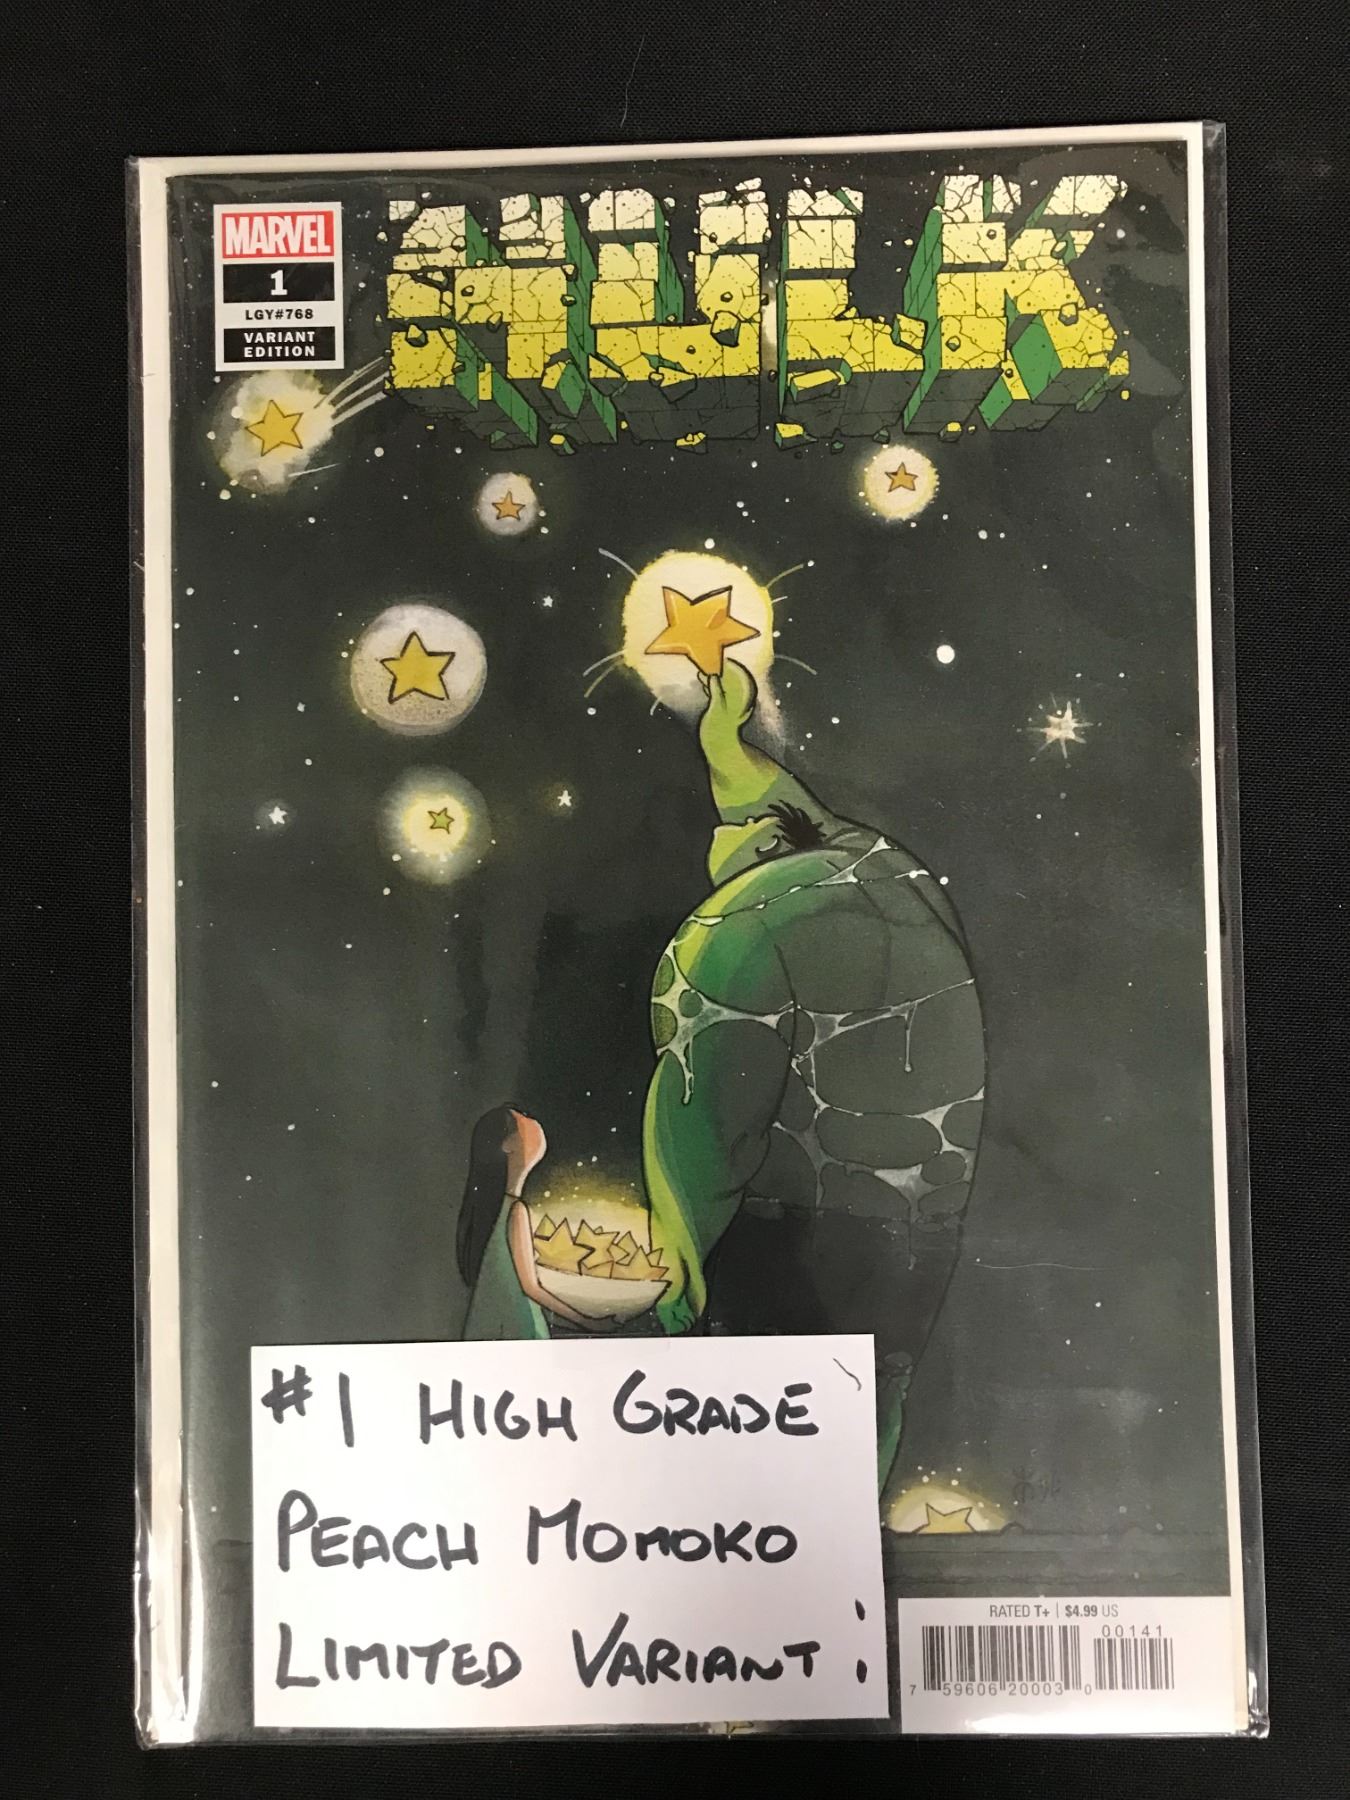 MARVEL
1
LGY#768
VARIANT
EDITION
HULK
#1 HIGH GRADE
PEACH MOMOKO
LIMITED VARIANT
RATED T+ | $4.99 US
00141
7 59606 20003 0